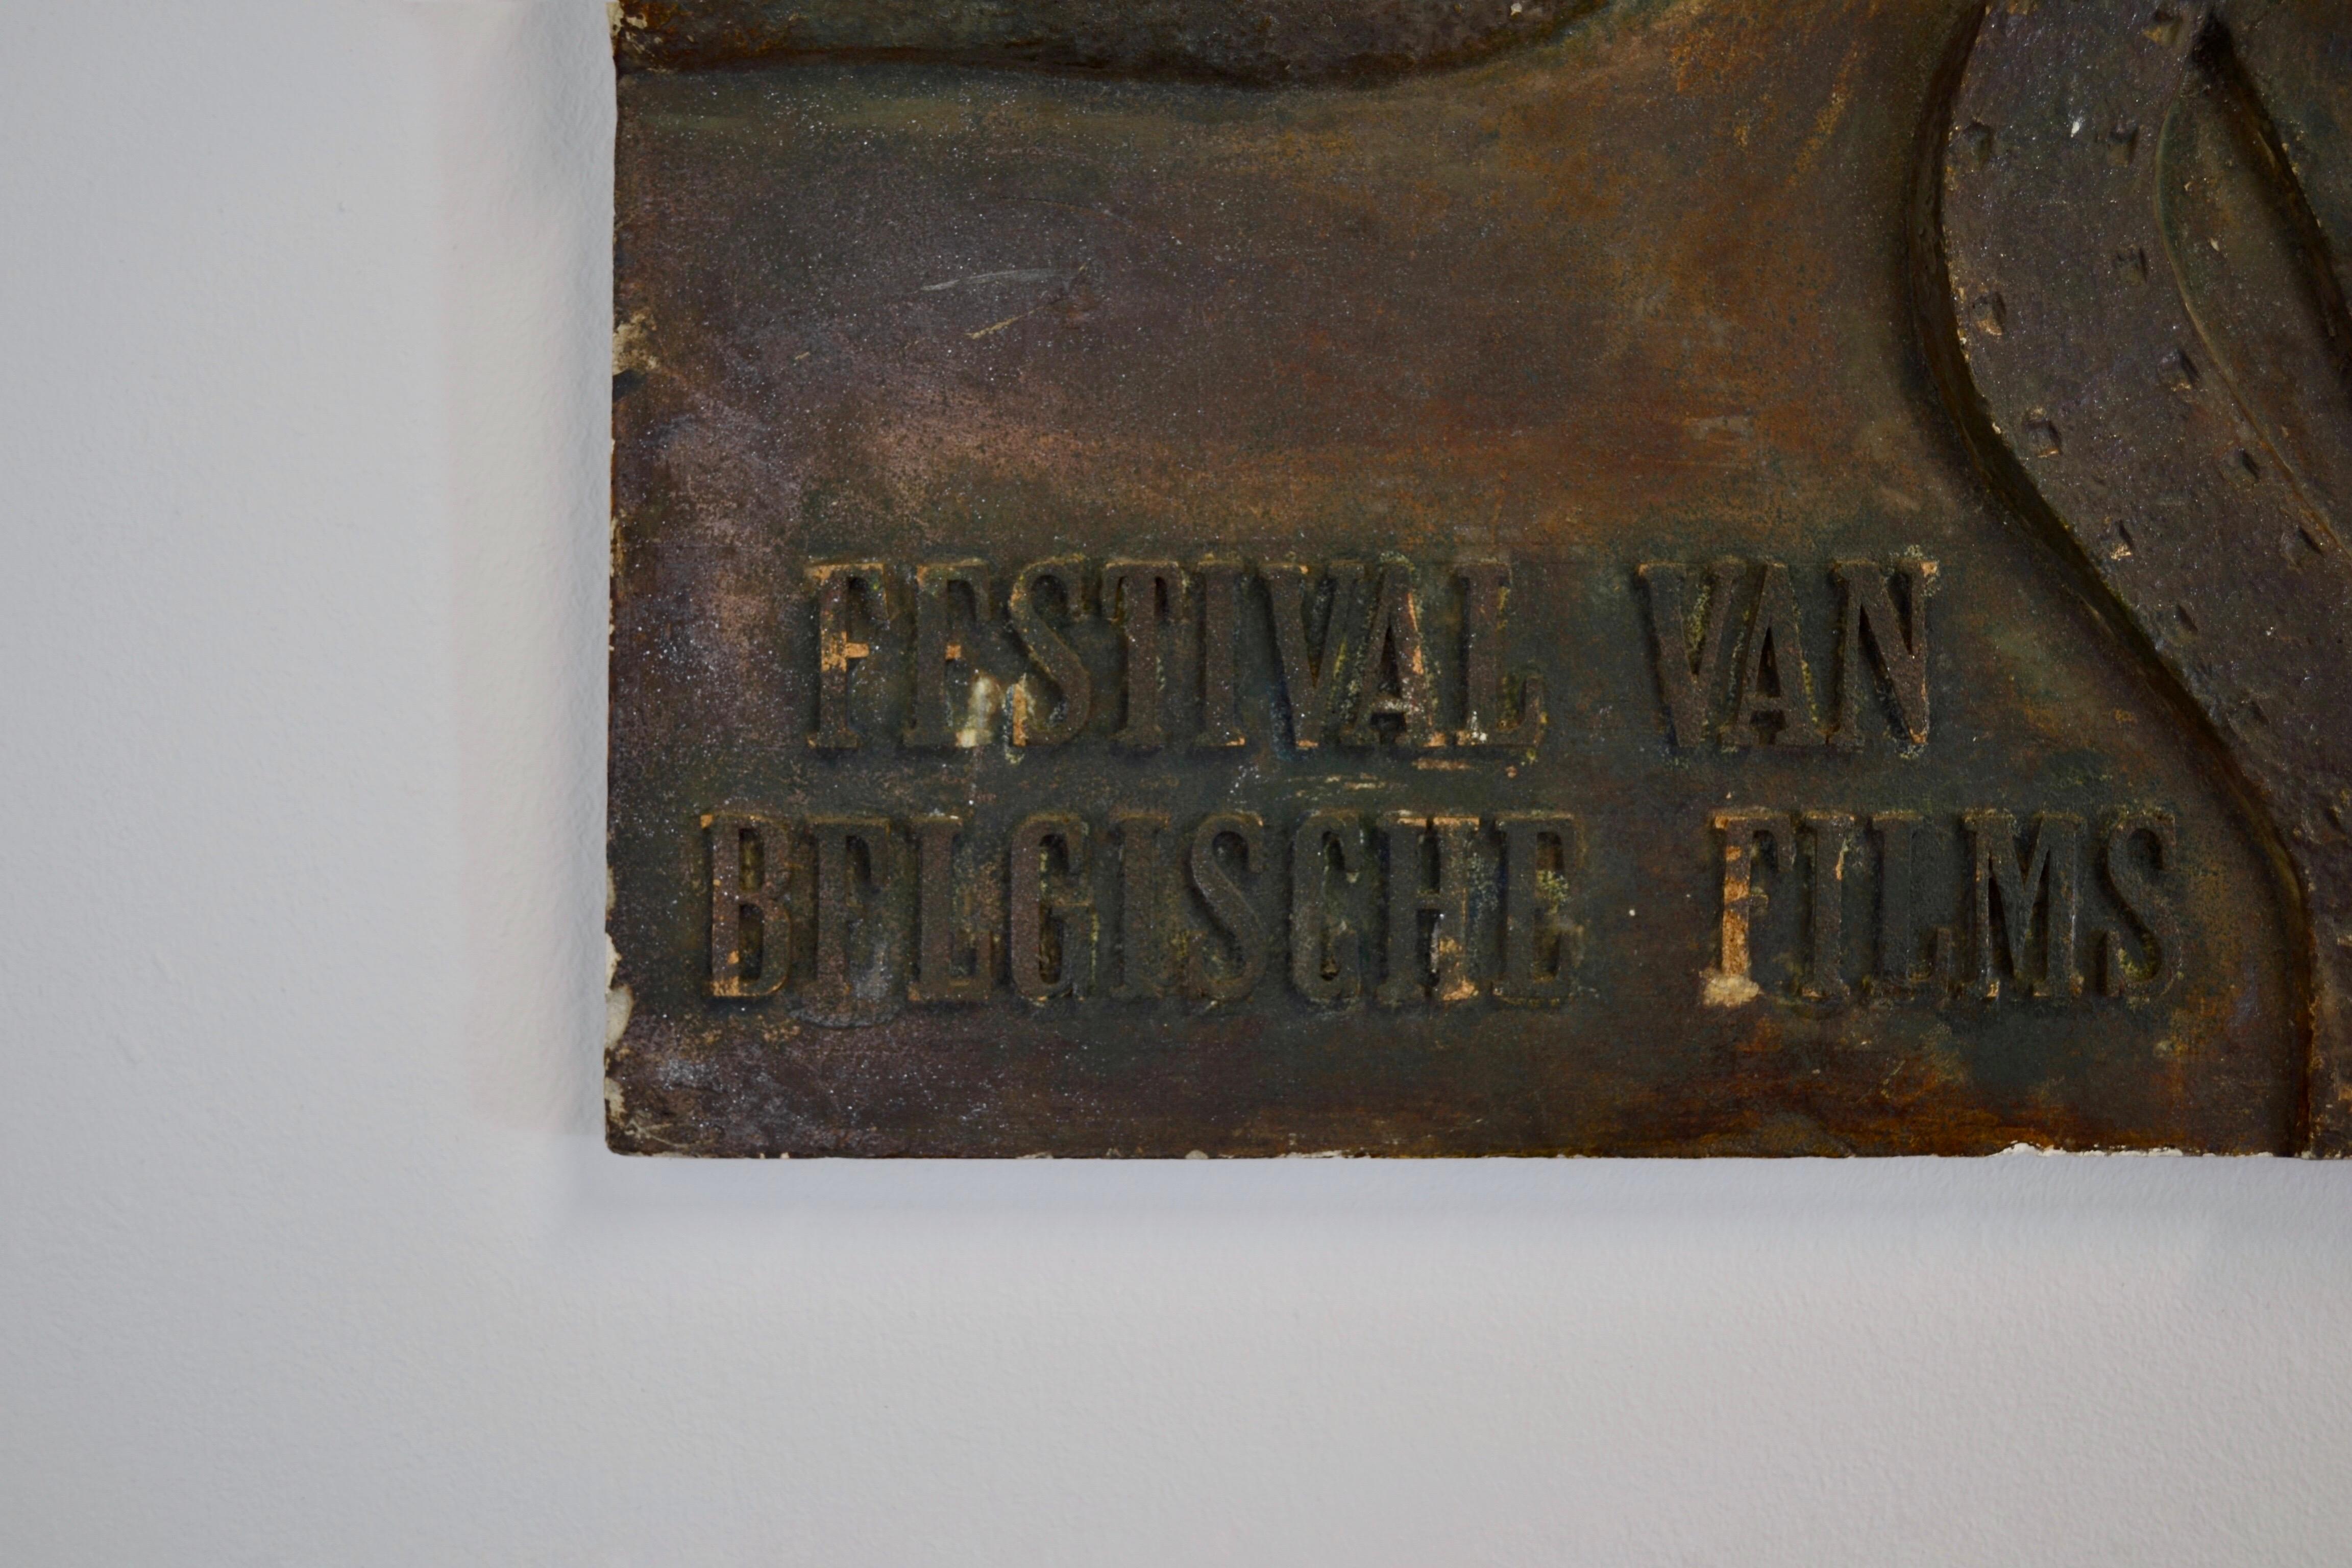 FESTIVAL VAN
BELGISCHE FILMS